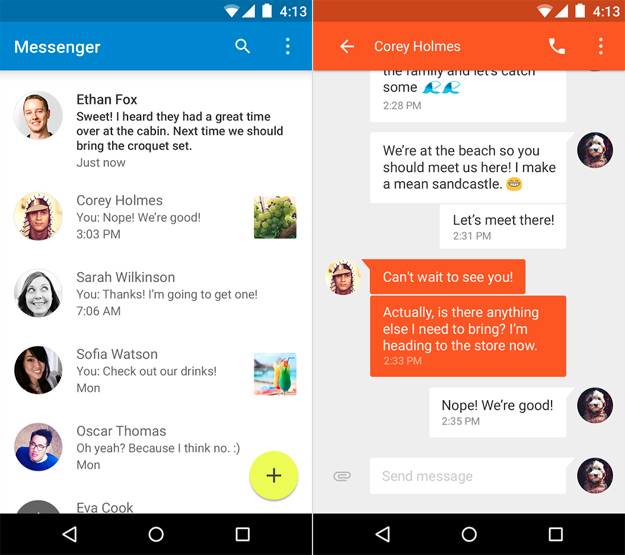 4:13
Messenger
Ethan Fox
Sweet! I heard they had a great time
over at the cabin. Next time we should
bring the croquet set.
Just now
Corey Holmes
You: Nope! We're good!
3:03 PM
Sarah Wilkinson
You: Thanks! I'm going to get one!
7:06 AM
Sofia Watson
You: Check out our drinks!
Mon
Oscar Thomas
Oh yeah? Because I think no. :)
Mon
Eva Cook
4:13
Corey Holmes
the family and let's catch
some 🌊🌊
2:28 PM
We're at the beach so you
should meet us here! I make
a mean sandcastle. 😁
Let's meet there!
2:31 PM
Can't wait to see you!
Actually, is there anything
else I need to bring? I'm
heading to the store now.
2:33 PM
Nope! We're good!
2:35 PM
Send message